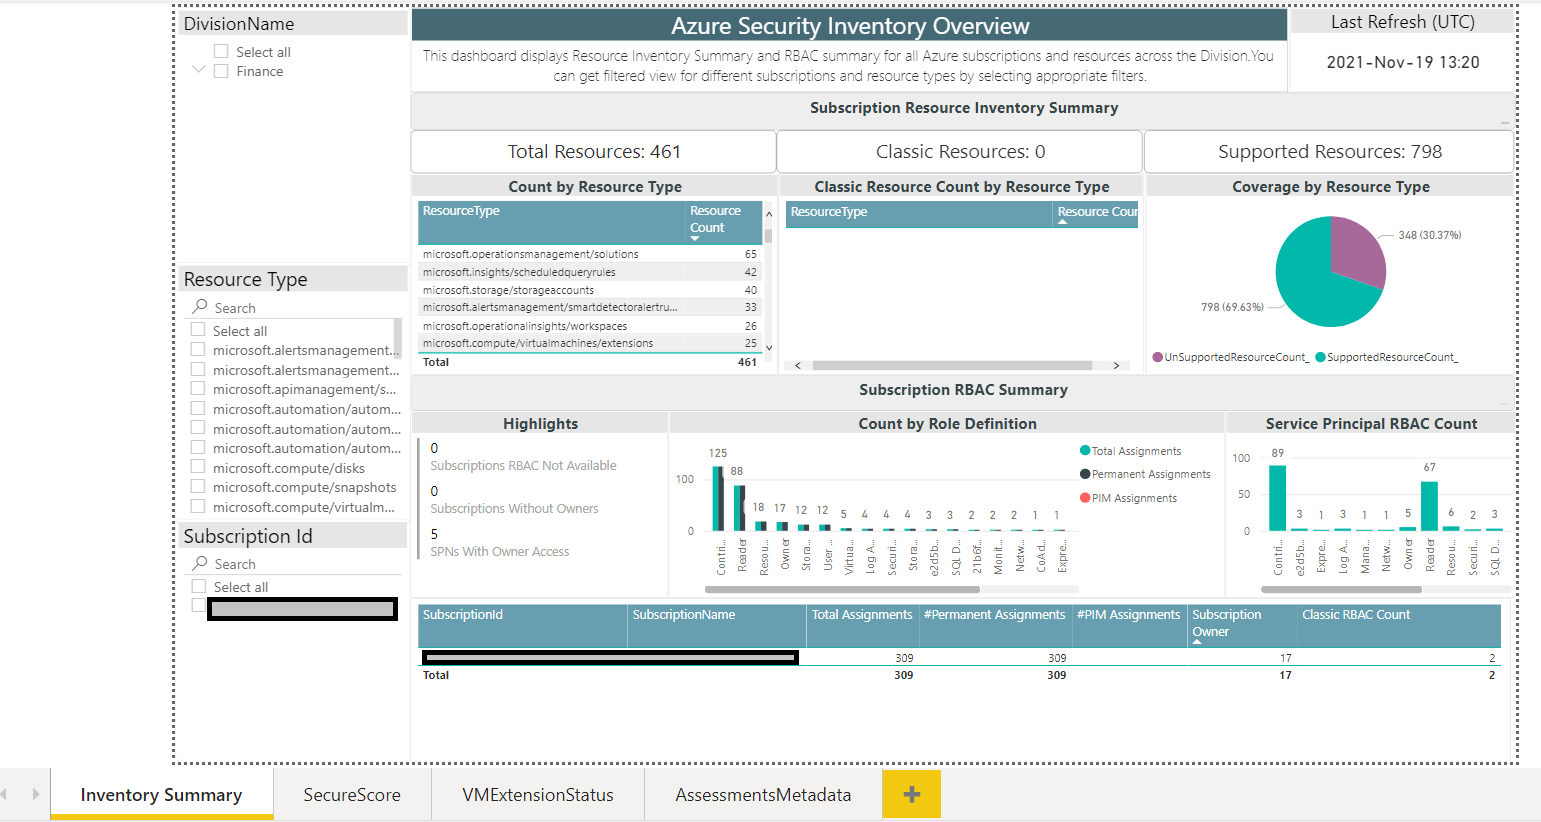 DivisionName
Select all
Finance
Azure Security Inventory Overview
This dashboard displays Resource Inventory Summary and RBAC summary for all Azure subscriptions and resources across the Division.You
can get filtered view for different subscriptions and resource types by selecting appropriate filters.
Last Refresh (UTC)
2021-Nov-19 13:20
Subscription Resource Inventory Summary
Total Resources: 461
Classic Resources: 0
Supported Resources: 798
Count by Resource Type
ResourceType Resource Count
microsoft.operationsmanagement/solutions 65
microsoft.insights/scheduledqueryrules 42
microsoft.storage/storageaccounts 40
microsoft.alertsmanagement/smartdetectoralertru... 33
microsoft.operationalinsights/workspaces 26
microsoft.compute/virtualmachines/extensions 25
Total 461
Classic Resource Count by Resource Type
ResourceType Resource Cour
Coverage by Resource Type
348 (30.37%)
798 (69.63%)
UnSupportedResourceCount_ SupportedResourceCount_
Resource Type
Search
Select all
microsoft.alertsmanagement...
microsoft.alertsmanagement...
microsoft.apimanagement/s...
microsoft.automation/autom...
microsoft.automation/autom...
microsoft.automation/autom...
microsoft.compute/disks
microsoft.compute/snapshots
microsoft.compute/virtualm...
Subscription Id
Search
Select all
Subscription RBAC Summary
Highlights
0
Subscriptions RBAC Not Available
0
Subscriptions Without Owners
5
SPNs With Owner Access
Count by Role Definition
100
0
125 88 18 17 12 12 5 4 4 4 3 3 2 2 2 1 1
Contri... Reader Resou... Owner Stora... User ... Virtua... Log A... Securi... Stora... e2d5b... SQL D... 21b6f... Monit... Netw... CoAd... Expre...
Total Assignments
Permanent Assignments
PIM Assignments
Service Principal RBAC Count
100
50
0
89 3 1 3 1 1 5 67 6 2 3
Contri... e2d5b... Expre... Log A... Mana... Netw... Owner Reader Resou... Securi... SQL D...
SubscriptionId SubscriptionName Total Assignments #Permanent Assignments #PIM Assignments Subscription Owner Classic RBAC Count
309 309 17 2
Total 309 309 17 2
Inventory Summary
SecureScore
VMExtensionStatus
AssessmentsMetadata